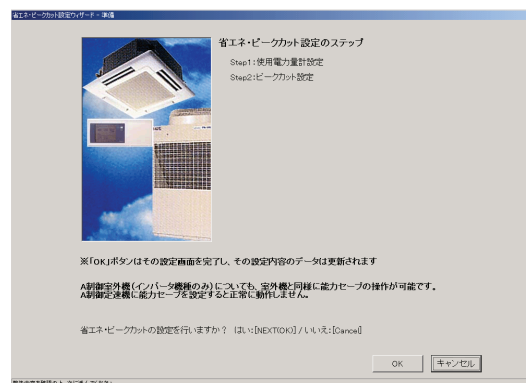 省エネ・ピークカット設定ウィザード - 準備
省エネ・ピークカット設定のステップ
Step1:使用電力量計設定
Step2:ピークカット設定
※「OK」ボタンはその設定画面を完了し、その設定内容のデータは更新されます
A制御室外機(インバータ機種のみ)についても、室外機と同様に能力セーブの操作が可能です。
A制御定速機に能力セーブを設定すると正常に動作しません。
省エネ・ピークカットの設定を行いますか? はい:[NEXT(OK)] / いいえ:[Cancel]
OK
キャンセル